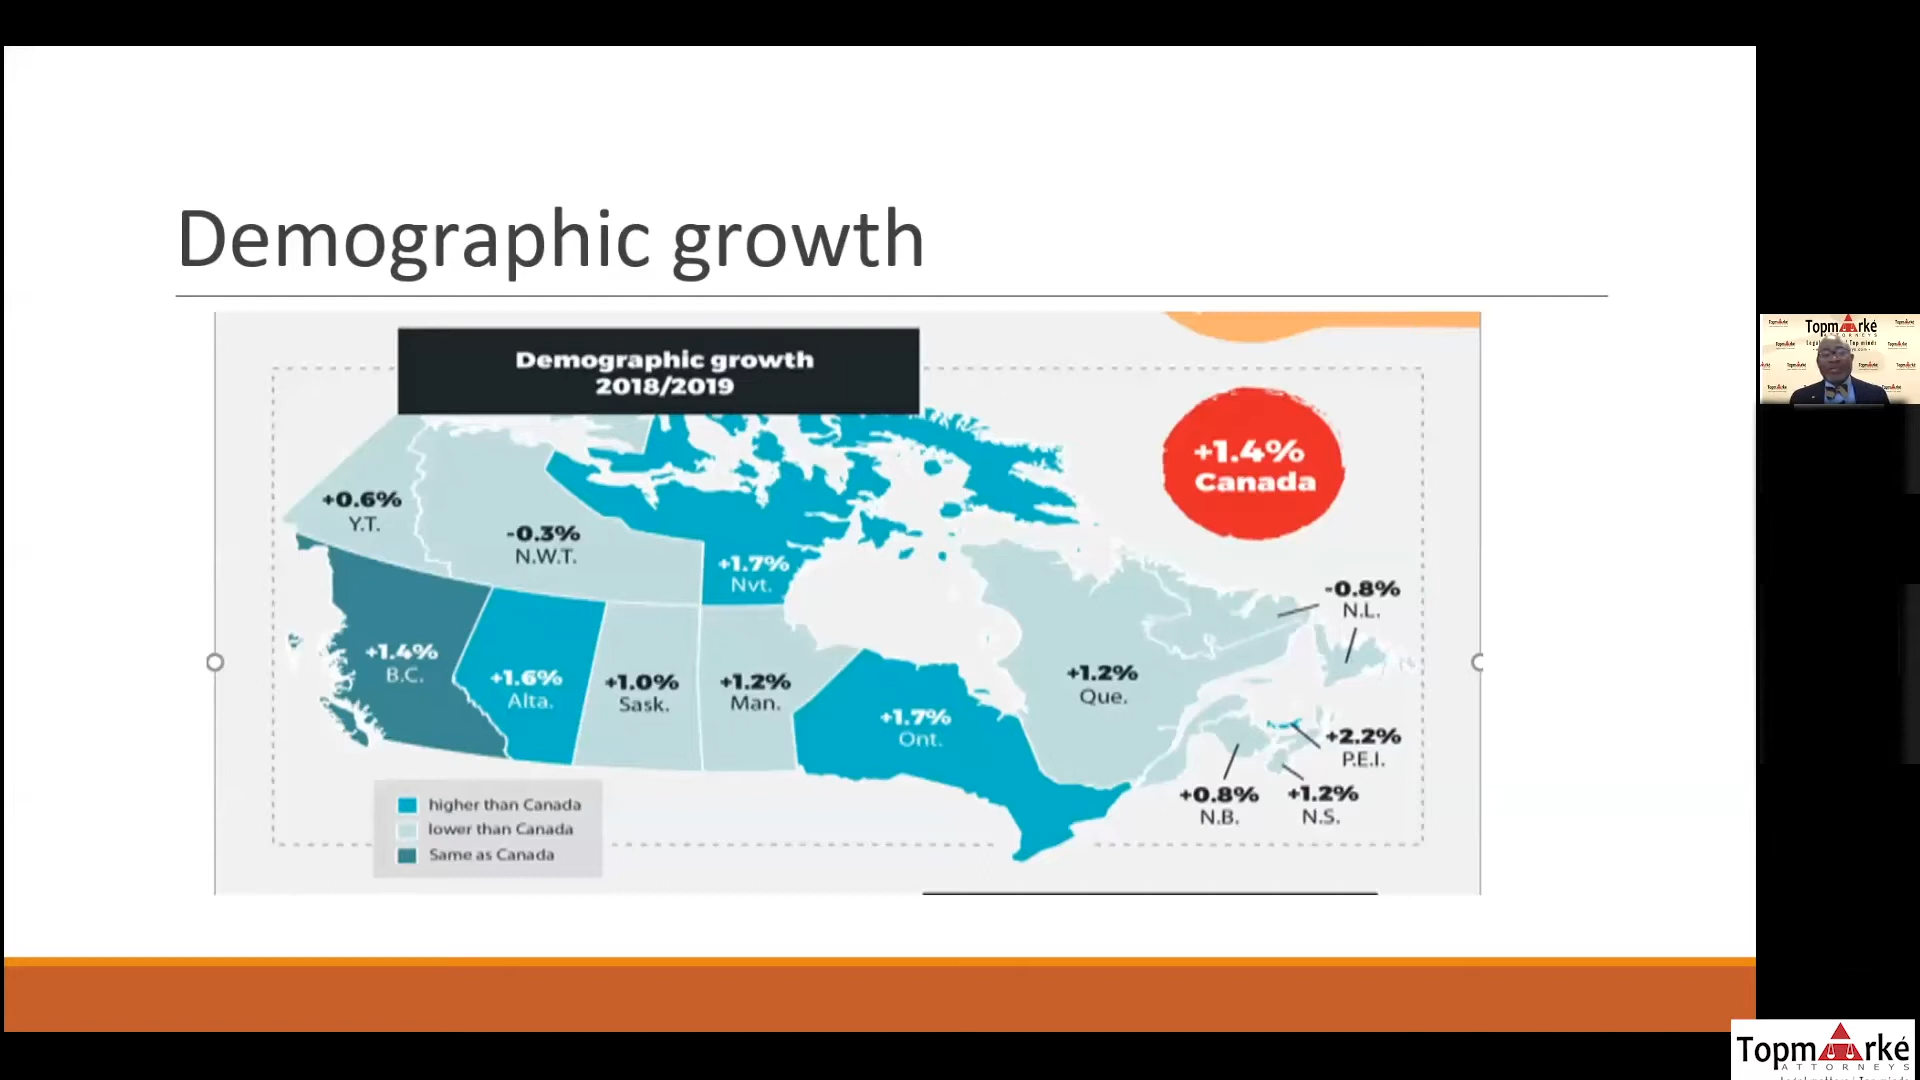 Demographic growth
Demographic growth
2018/2019
+1.4%
Canada
+0.6%
Y.T.
-0.3%
N.W.T.
+1.7%
Nvt.
-0.8%
N.L.
+1.4%
B.C.
+1.6%
Alta.
+1.0%
Sask.
+1.2%
Man.
+1.7%
Ont.
+1.2%
Que.
+2.2%
P.E.I.
+0.8%
N.B.
+1.2%
N.S.
higher than Canada
lower than Canada
Same as Canada
Topmarké
ATTORNEYS
Topmarké
ATTORNEYS